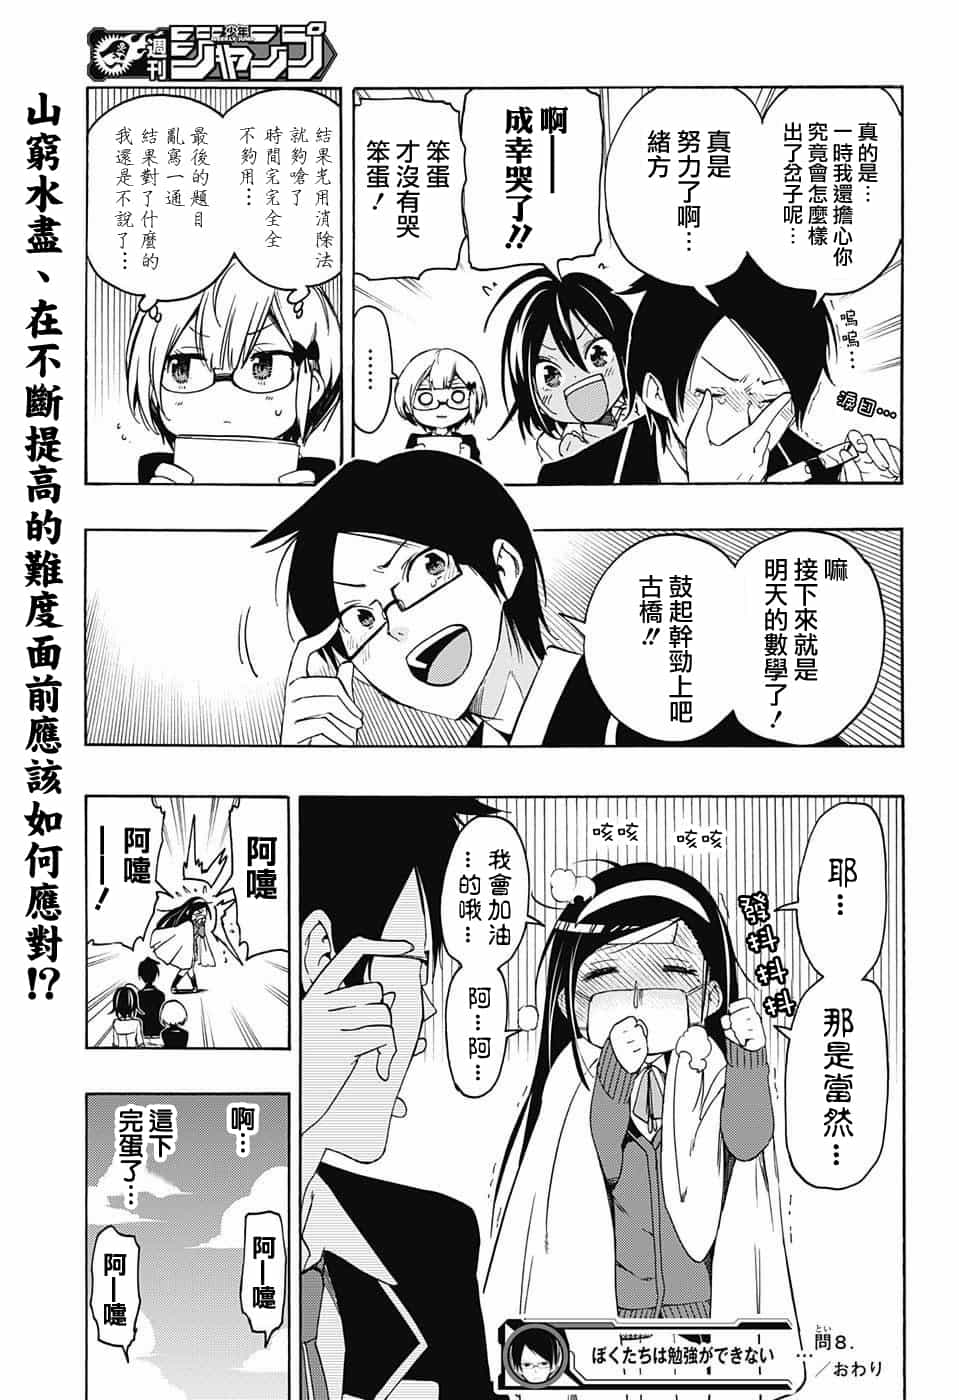 週刊
少年
ジャンプ
真的是…
一時我還擔心你
究竟會怎麼樣
出了岔子呢…
真是
努力了啊…
緒方
嗚嗚…
淚目…
啊——
成幸哭了!!
笨蛋
才沒有哭
笨蛋!
……
結果光用消除法
就夠嗆了
時間完完全全
不夠用…
最後的題目
亂寫一通
結果對了什麼的
我還是不說了…
嘛
接下來就是
明天的數學了!
鼓起幹勁上吧
古橋!!
耶…
那是當然…
發抖抖抖
咳咳
咳咳
我會加油
…的哦…
阿…阿…
阿嚏
阿嚏
——!
啊…
這下
完蛋了…
阿—嚏
阿—嚏
山窮水盡、在不斷提高的難度面前應該如何應對!?
ぼくたちは勉強ができない
とい
…問8.
/おわり